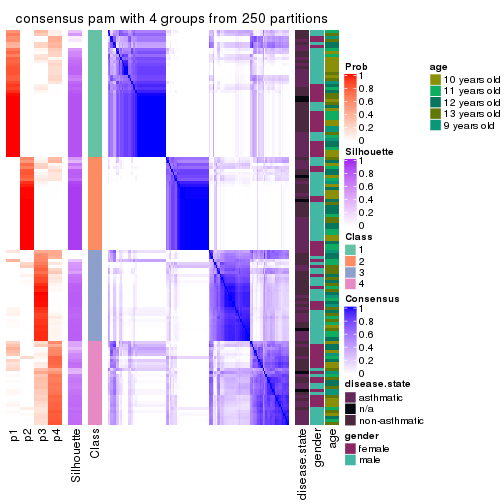 consensus pam with 4 groups from 250 partitions
Prob
1
0.8
0.6
0.4
0.2
0
Silhouette
1
0.8
0.6
0.4
0.2
0
Class
1
2
3
4
Consensus
1
0.8
0.6
0.4
0.2
0
disease.state
asthmatic
n/a
non-asthmatic
gender
female
male
age
10 years old
11 years old
12 years old
13 years old
9 years old
p1
p2
p3
p4
Silhouette
Class
disease.state
gender
age